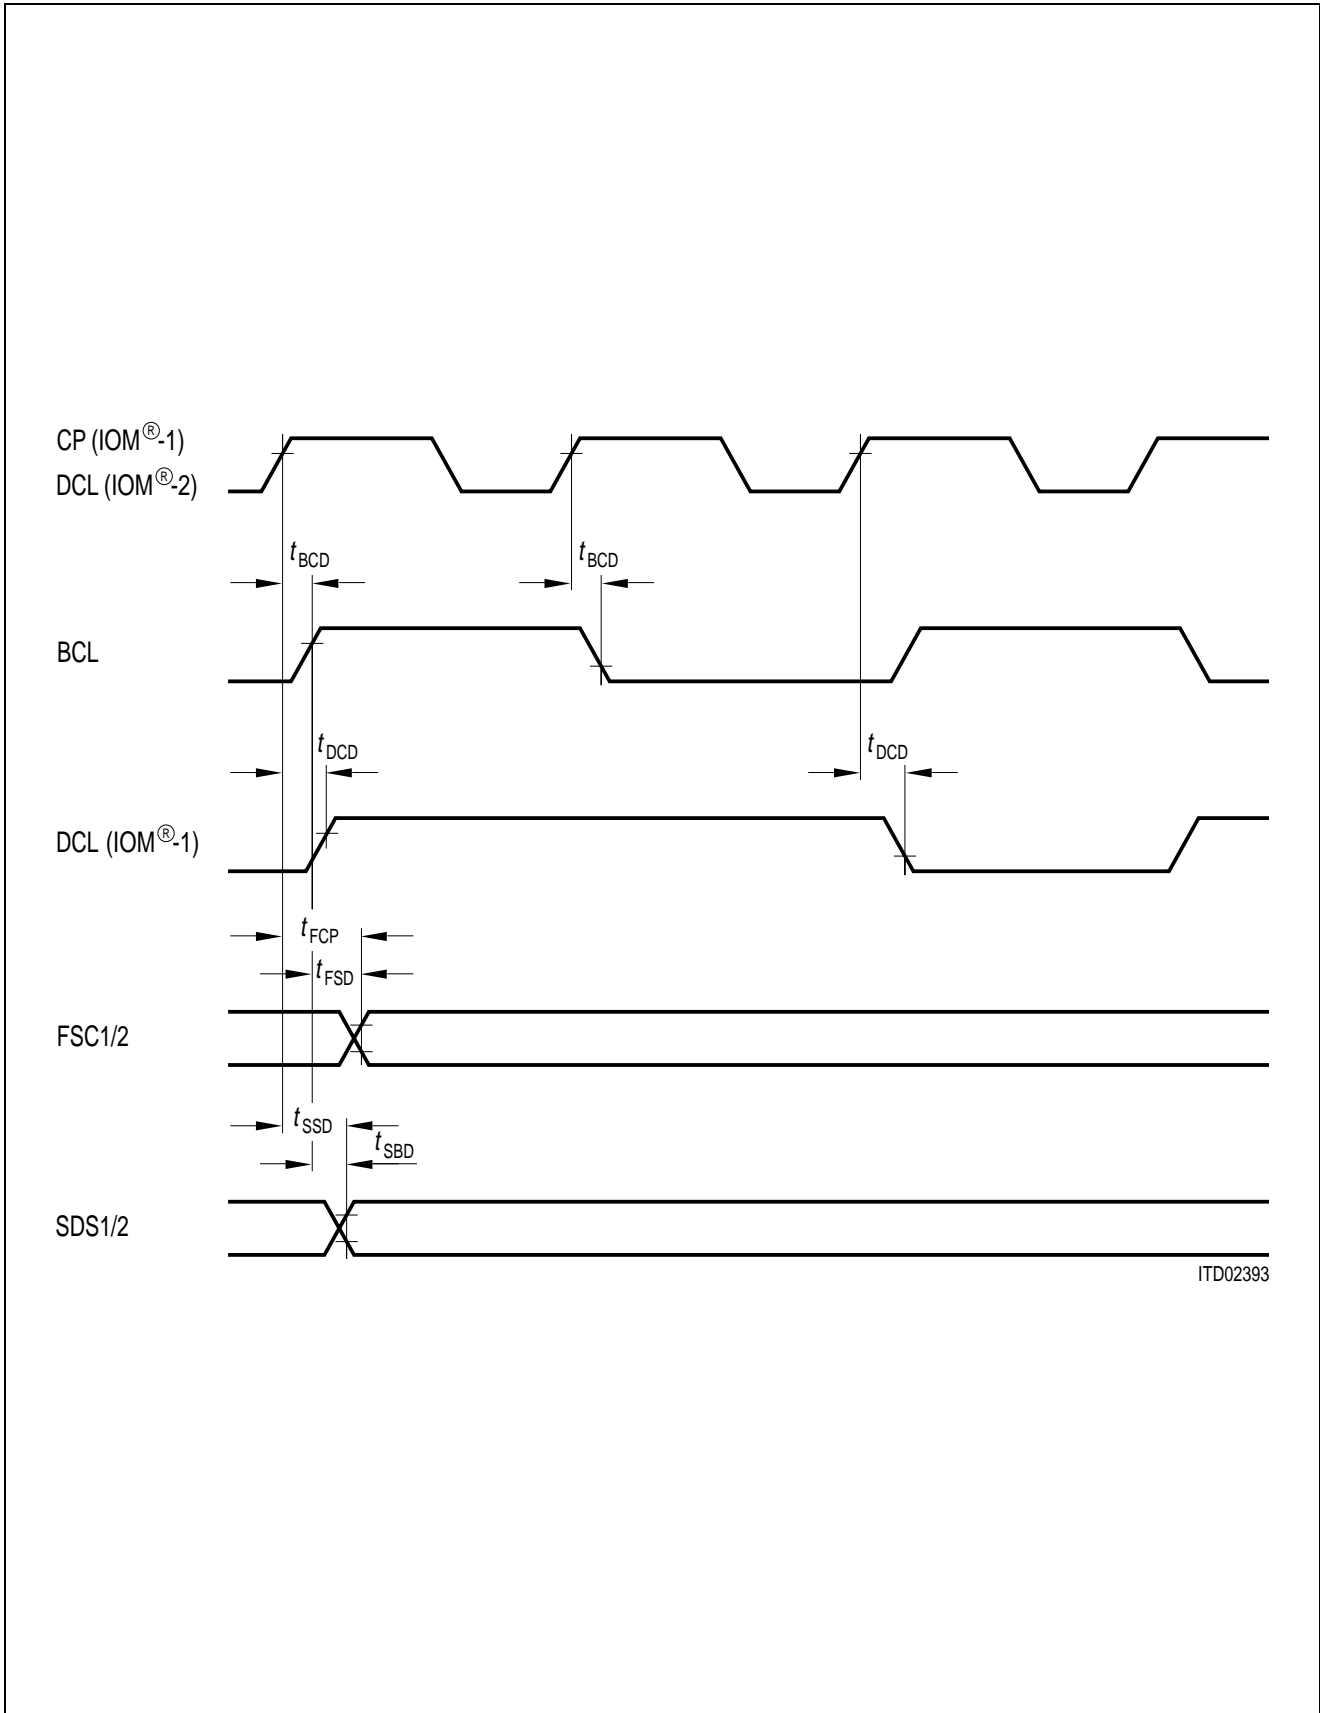 CP (IOM®-1)
DCL (IOM®-2)
tBCD tBCD
BCL
tDCD tDCD
DCL (IOM®-1)
tFCP
tFSD
FSC1/2
tSSD
tSBD
SDS1/2
ITD02393